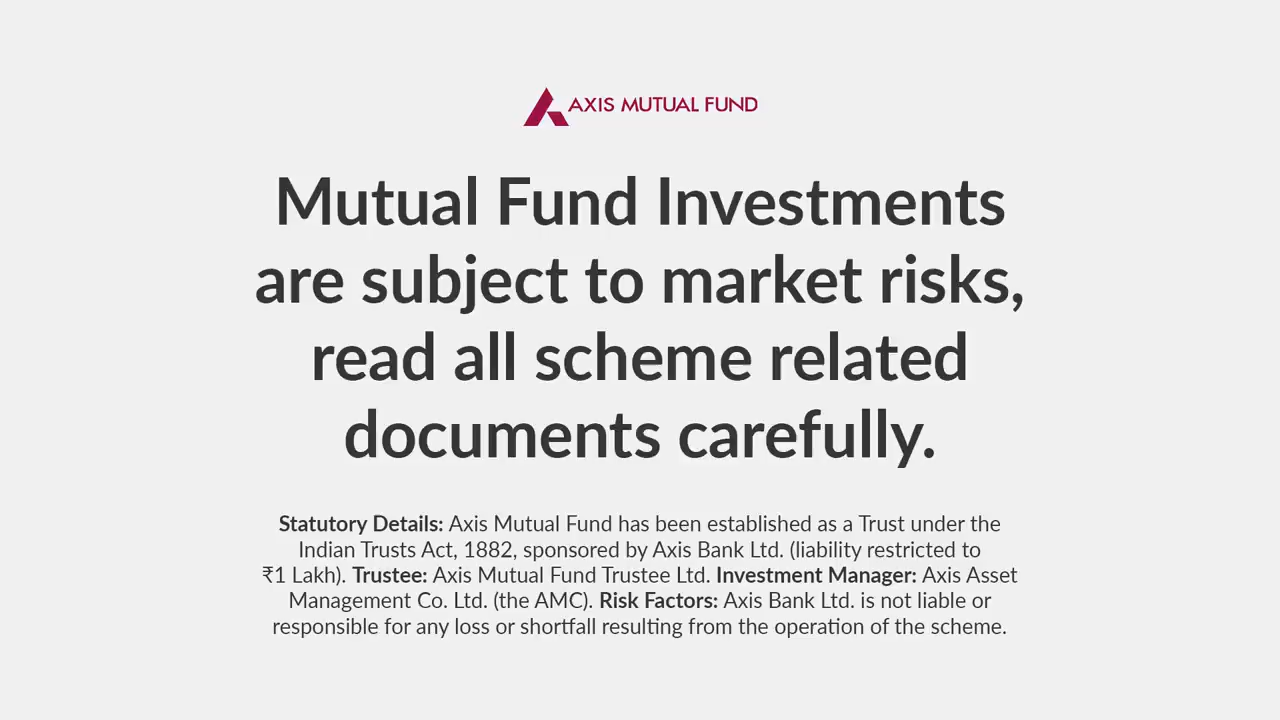 AXIS MUTUAL FUND
Mutual Fund Investments
are subject to market risks,
read all scheme related
documents carefully.
Statutory Details: Axis Mutual Fund has been established as a Trust under the
Indian Trusts Act, 1882, sponsored by Axis Bank Ltd. (liability restricted to
₹1 Lakh). Trustee: Axis Mutual Fund Trustee Ltd. Investment Manager: Axis Asset
Management Co. Ltd. (the AMC). Risk Factors: Axis Bank Ltd. is not liable or
responsible for any loss or shortfall resulting from the operation of the scheme.